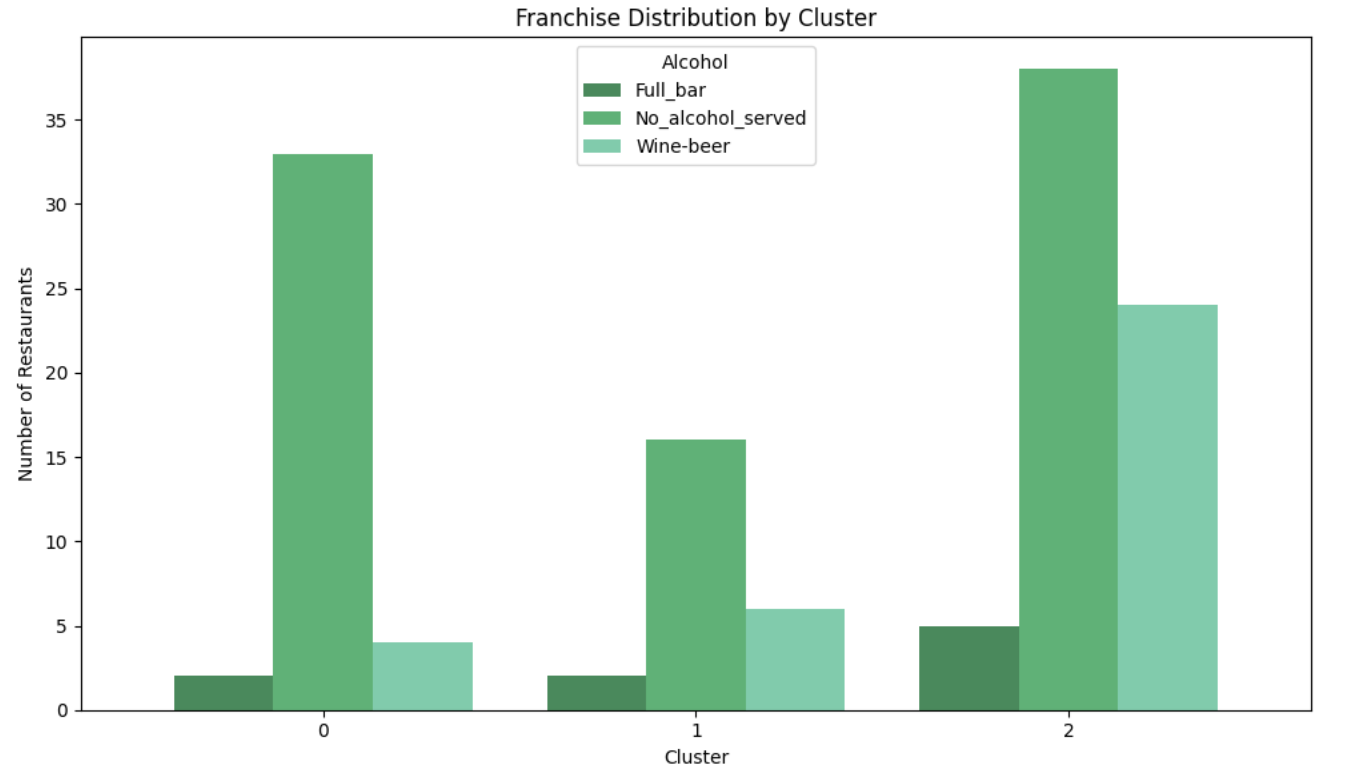 Franchise Distribution by Cluster
Alcohol
Full_bar
No_alcohol_served
Wine-beer
Number of Restaurants
35
30
25
20
15
10
5
0
0 1 2
Cluster